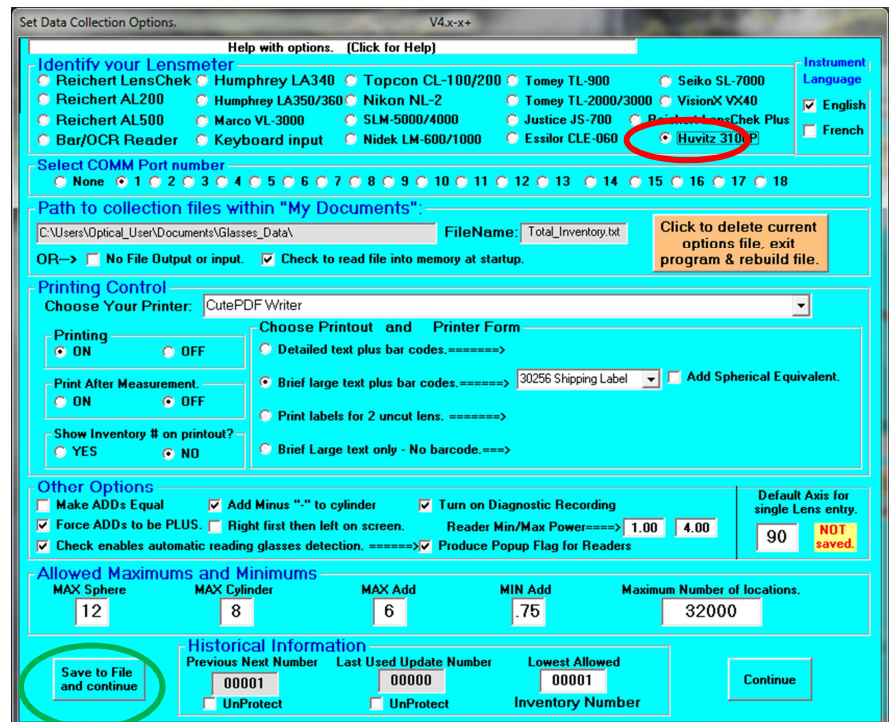 Set Data Collection Options. V4.x-x+
Help with options. (Click for Help)
Identify your Lensmeter
Instrument Language
Reichert LensChek Humphrey LA340 Topcon CL-100/200 Tomey TL-900 Seiko SL-7000
Reichert AL200 Humphrey LA350/360 Nikon NL-2 Tomey TL-2000/3000 VisionX VX40 English
Reichert AL500 Marco VL-3000 SLM-5000/4000 Justice JS-700 Reichert LensChek Plus
Bar/OCR Reader Keyboard input Nidek LM-600/1000 Essilor CLE-060 Huvitz 3100P French
Select COMM Port number
None 1 2 3 4 5 6 7 8 9 10 11 12 13 14 15 16 17 18
Path to collection files within "My Documents":
C:\Users\Optical_User\Documents\Glasses_Data\ FileName: Total_Inventory.txt
OR--> No File Output or input. Check to read file into memory at startup.
Click to delete current
options file, exit
program & rebuild file.
Printing Control
Choose Your Printer: CutePDF Writer
Printing
ON OFF
Print After Measurement.
ON OFF
Show Inventory # on printout?
YES NO
Choose Printout and Printer Form
Detailed text plus bar codes.=======>
Brief large text plus bar codes.======> 30256 Shipping Label Add Spherical Equivalent.
Print labels for 2 uncut lens. =======>
Brief Large text only - No barcode.===>
Other Options
Make ADDs Equal Add Minus "-" to cylinder Turn on Diagnostic Recording
Force ADDs to be PLUS. Right first then left on screen. Reader Min/Max Power====> 1.00 4.00
Check enables automatic reading glasses detection. ======> Produce Popup Flag for Readers
Default Axis for
single Lens entry.
90 NOT saved.
Allowed Maximums and Minimums
MAX Sphere MAX Cylinder MAX Add MIN Add Maximum Number of locations.
12 8 6 .75 32000
Historical Information
Previous Next Number Last Used Update Number Lowest Allowed
00001 00000 00001
UnProtect UnProtect Inventory Number
Save to File
and continue
Continue